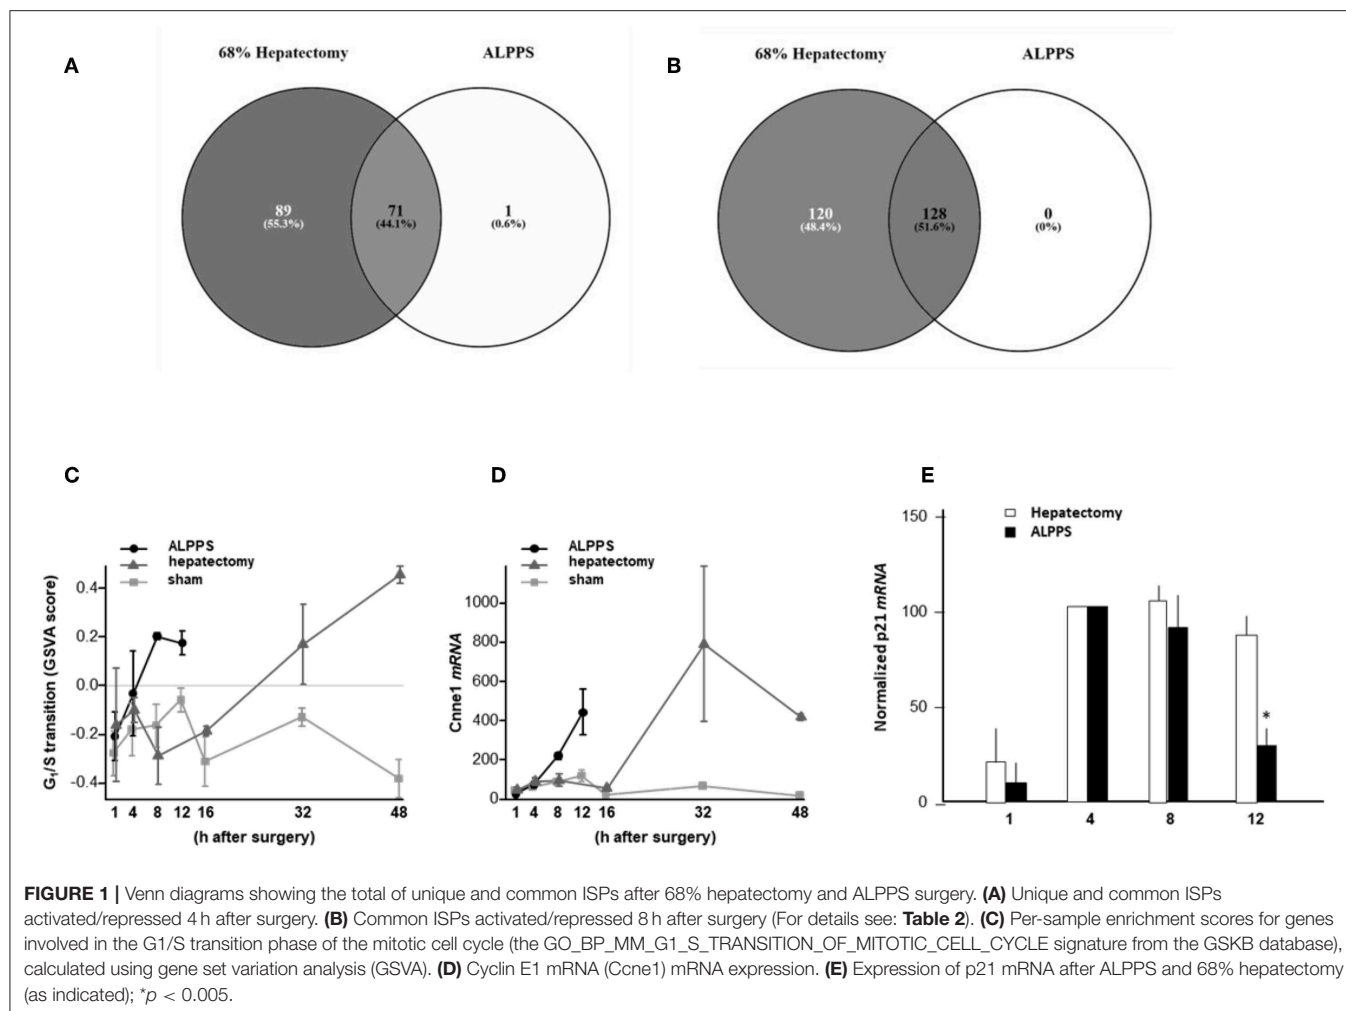 A
68% Hepatectomy
ALPPS
89
(55.3%)
71
(44.1%)
1
(0.6%)
B
68% Hepatectomy
ALPPS
120
(48.4%)
128
(51.6%)
0
(0%)
C
ALPPS
hepatectomy
sham
G1/S transition (GSVA score)
0.4
0.2
0.0
-0.2
-0.4
1 4 8 12 16 32 48
(h after surgery)
D
ALPPS
hepatectomy
sham
Cnne1 mRNA
1000
800
600
400
200
0
1 4 8 12 16 32 48
(h after surgery)
E
Hepatectomy
ALPPS
Normalized p21 mRNA
150
100
50
0
*
1 4 8 12
FIGURE 1 | Venn diagrams showing the total of unique and common ISPs after 68% hepatectomy and ALPPS surgery. (A) Unique and common ISPs
activated/repressed 4 h after surgery. (B) Common ISPs activated/repressed 8 h after surgery (For details see: Table 2). (C) Per-sample enrichment scores for genes
involved in the G1/S transition phase of the mitotic cell cycle (the GO_BP_MM_G1_S_TRANSITION_OF_MITOTIC_CELL_CYCLE signature from the GSKB database),
calculated using gene set variation analysis (GSVA). (D) Cyclin E1 mRNA (Ccne1) mRNA expression. (E) Expression of p21 mRNA after ALPPS and 68% hepatectomy
(as indicated); *p < 0.005.